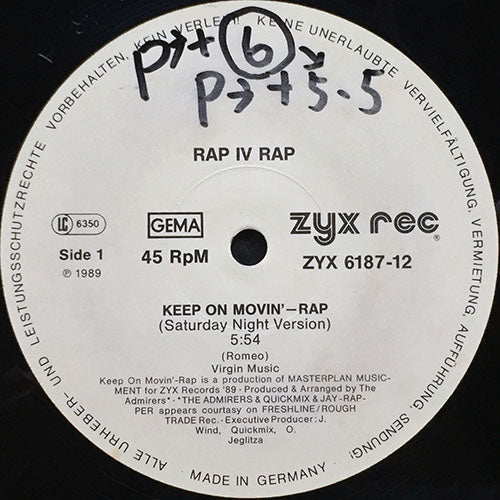 ALLE URHEBER- UND LEISTUNGSSCHUTZRECHTE VORBEHALTEN, KEIN VERLEIH! KEINE UNERLAUBTE VERVIELFÄLTIGUNG, VERMIETUNG, AUFFÜHRUNG, SENDUNG!
p→+ 6
p→+5-5
RAP IV RAP
LC 6350
GEMA
zyx rec®
Side 1
45 RpM
ZYX 6187-12
℗ 1989
KEEP ON MOVIN'—RAP
(Saturday Night Version)
5:54
(Romeo)
Virgin Music
Keep On Movin'-Rap is a production of MASTERPLAN MUSIC-
MENT for ZYX Records '89 · Produced & Arranged by The
Admirers* · *THE ADMIRERS & QUICKMIX & JAY-RAP-
PER appears courtesy on FRESHLINE/ROUGH
TRADE Rec. · Executive Producer: J.
Wind, Quickmix, O.
Jeglitza
MADE IN GERMANY